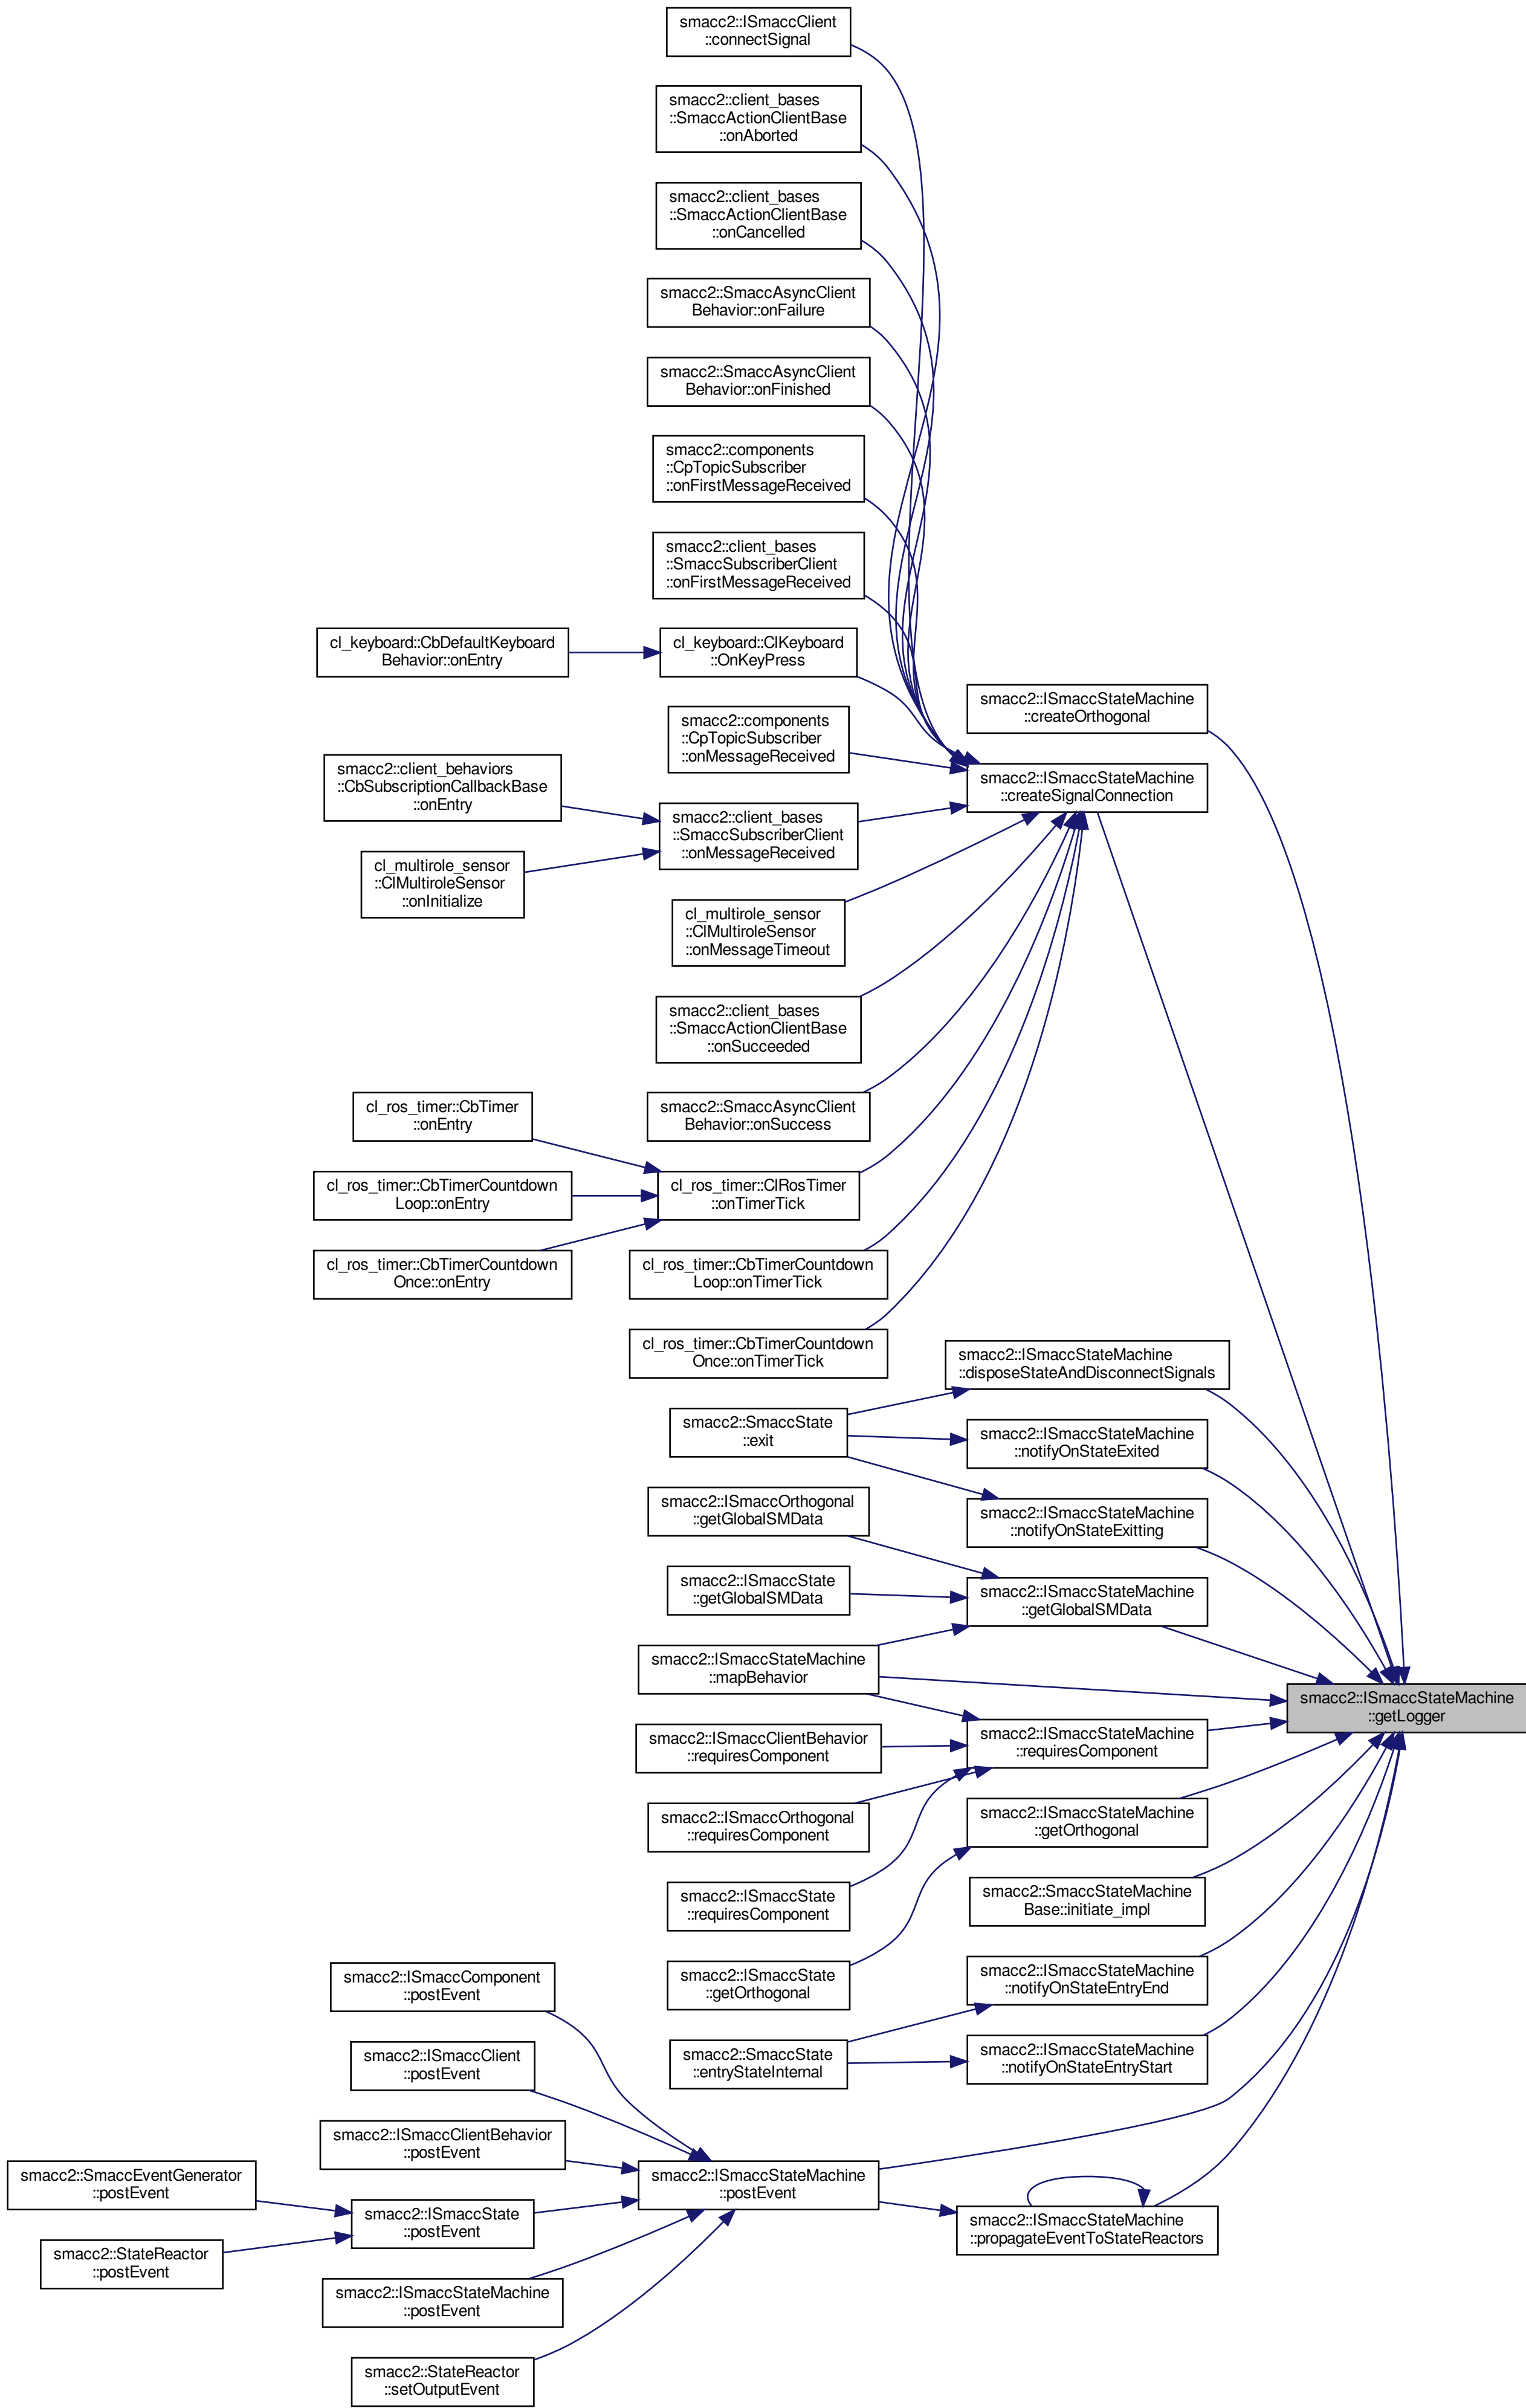 smacc2::ISmaccClient
::connectSignal
smacc2::client_bases
::SmaccActionClientBase
::onAborted
smacc2::client_bases
::SmaccActionClientBase
::onCancelled
smacc2::SmaccAsyncClient
Behavior::onFailure
smacc2::SmaccAsyncClient
Behavior::onFinished
smacc2::components
::CpTopicSubscriber
::onFirstMessageReceived
smacc2::client_bases
::SmaccSubscriberClient
::onFirstMessageReceived
cl_keyboard::CbDefaultKeyboard
Behavior::onEntry
cl_keyboard::ClKeyboard
::OnKeyPress
smacc2::ISmaccStateMachine
::createOrthogonal
smacc2::components
::CpTopicSubscriber
::onMessageReceived
smacc2::ISmaccStateMachine
::createSignalConnection
smacc2::client_behaviors
::CbSubscriptionCallbackBase
::onEntry
smacc2::client_bases
::SmaccSubscriberClient
::onMessageReceived
cl_multirole_sensor
::ClMultiroleSensor
::onInitialize
cl_multirole_sensor
::ClMultiroleSensor
::onMessageTimeout
smacc2::client_bases
::SmaccActionClientBase
::onSucceeded
cl_ros_timer::CbTimer
::onEntry
smacc2::SmaccAsyncClient
Behavior::onSuccess
cl_ros_timer::CbTimerCountdown
Loop::onEntry
cl_ros_timer::ClRosTimer
::onTimerTick
cl_ros_timer::CbTimerCountdown
Once::onEntry
cl_ros_timer::CbTimerCountdown
Loop::onTimerTick
cl_ros_timer::CbTimerCountdown
Once::onTimerTick
smacc2::ISmaccStateMachine
::disposeStateAndDisconnectSignals
smacc2::SmaccState
::exit
smacc2::ISmaccStateMachine
::notifyOnStateExited
smacc2::ISmaccOrthogonal
::getGlobalSMData
smacc2::ISmaccStateMachine
::notifyOnStateExitting
smacc2::ISmaccState
::getGlobalSMData
smacc2::ISmaccStateMachine
::getGlobalSMData
smacc2::ISmaccStateMachine
::mapBehavior
smacc2::ISmaccStateMachine
::getLogger
smacc2::ISmaccClientBehavior
::requiresComponent
smacc2::ISmaccStateMachine
::requiresComponent
smacc2::ISmaccOrthogonal
::requiresComponent
smacc2::ISmaccStateMachine
::getOrthogonal
smacc2::ISmaccState
::requiresComponent
smacc2::SmaccStateMachine
Base::initiate_impl
smacc2::ISmaccState
::getOrthogonal
smacc2::ISmaccStateMachine
::notifyOnStateEntryEnd
smacc2::ISmaccComponent
::postEvent
smacc2::SmaccState
::entryStateInternal
smacc2::ISmaccStateMachine
::notifyOnStateEntryStart
smacc2::ISmaccClient
::postEvent
smacc2::ISmaccClientBehavior
::postEvent
smacc2::SmaccEventGenerator
::postEvent
smacc2::ISmaccStateMachine
::postEvent
smacc2::ISmaccState
::postEvent
smacc2::ISmaccStateMachine
::propagateEventToStateReactors
smacc2::StateReactor
::postEvent
smacc2::ISmaccStateMachine
::postEvent
smacc2::StateReactor
::setOutputEvent